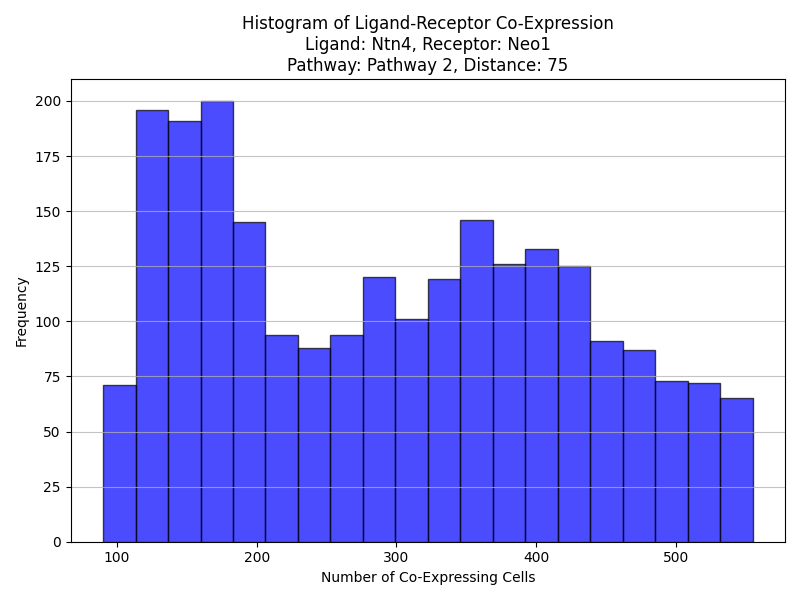 Histogram of Ligand-Receptor Co-Expression
Ligand: Ntn4, Receptor: Neo1
Pathway: Pathway 2, Distance: 75
200
175
150
125
100
75
50
25
0
Frequency
100 200 300 400 500
Number of Co-Expressing Cells